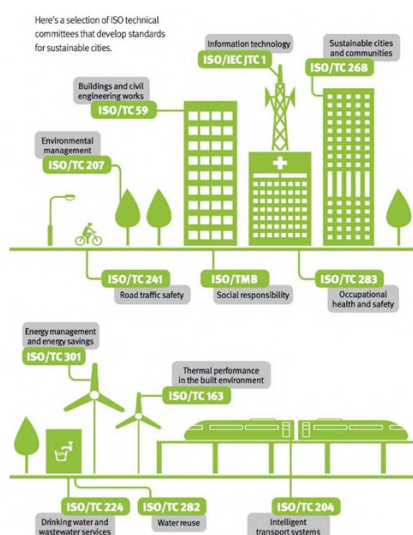 Here's a selection of ISO technical
committees that develop standards
for sustainable cities.
Information technology
ISO/IEC JTC 1
Sustainable cities
and communities
ISO/TC 268
Buildings and civil
engineering works
ISO/TC 59
Environmental
management
ISO/TC 207
ISO/TC 241
Road traffic safety
ISO/TMB
Social responsibility
ISO/TC 283
Occupational
health and safety
Energy management
and energy savings
ISO/TC 301
Thermal performance
in the built environment
ISO/TC 163
ISO/TC 224
Drinking water and
wastewater services
ISO/TC 282
Water reuse
ISO/TC 204
Intelligent
transport systems